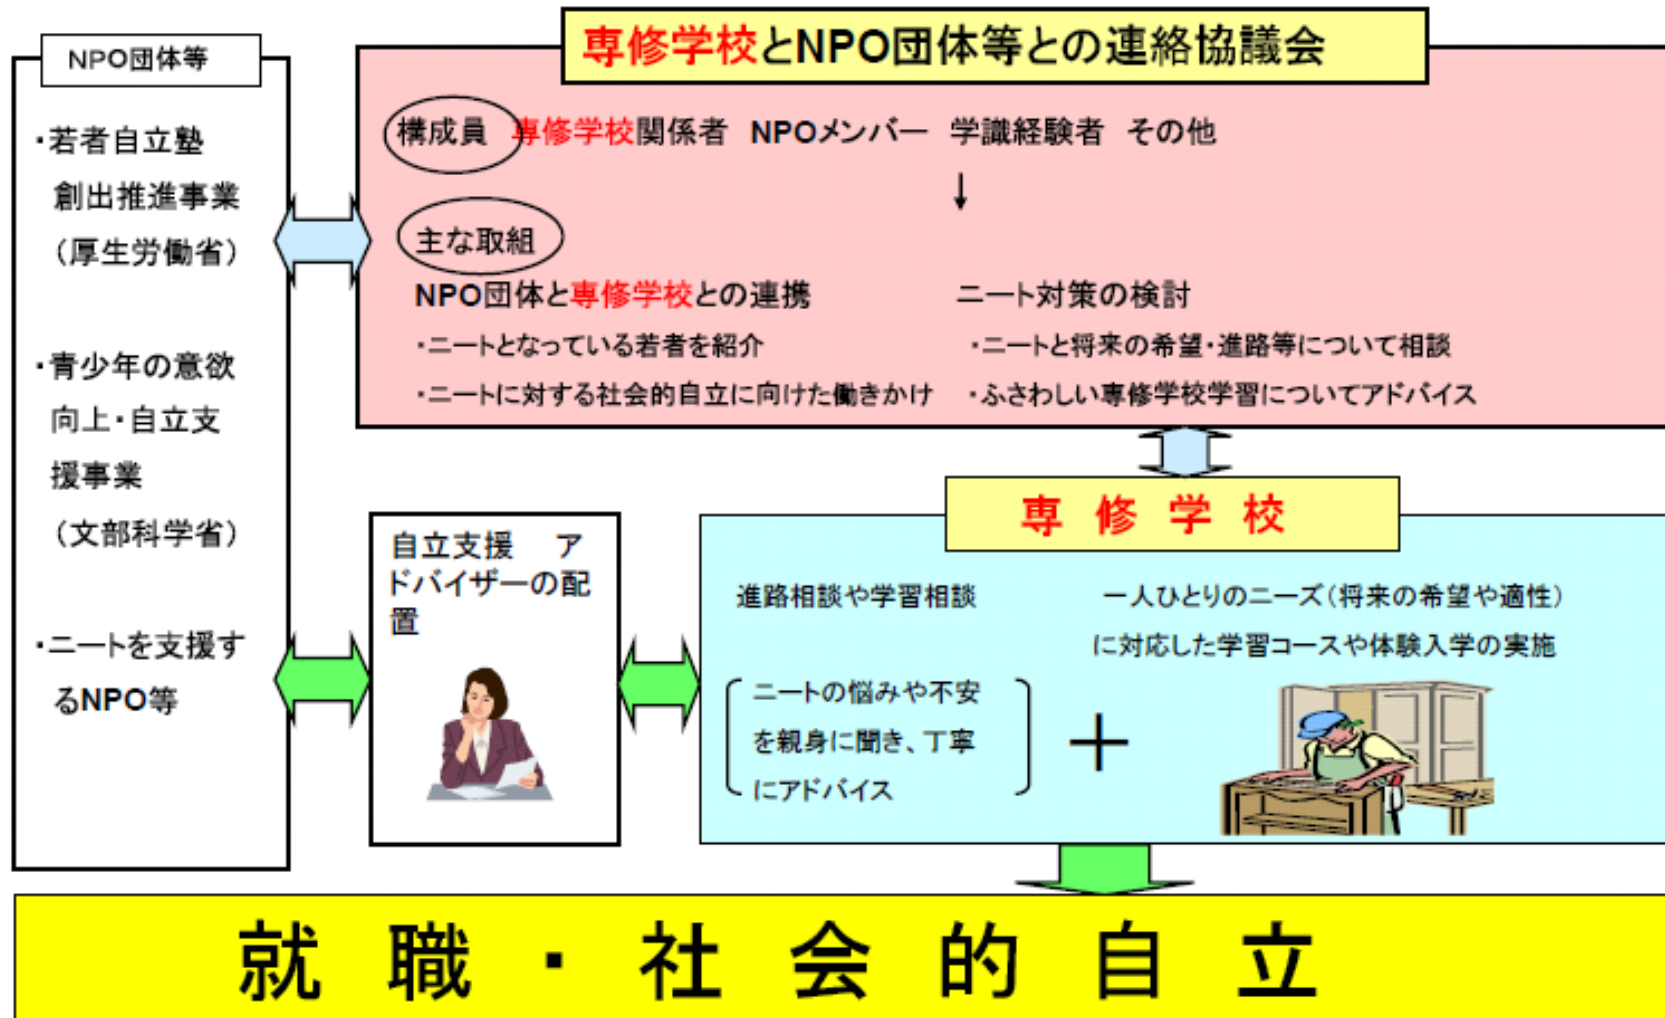 専修学校とNPO団体等との連絡協議会
NPO団体等
・若者自立塾
創出推進事業
(厚生労働省)
・青少年の意欲
向上・自立支
援事業
(文部科学省)
・ニートを支援す
るNPO等
構成員 専修学校関係者 NPOメンバー 学識経験者 その他
↓
主な取組
NPO団体と専修学校との連携
・ニートとなっている若者を紹介
・ニートに対する社会的自立に向けた働きかけ
ニート対策の検討
・ニートと将来の希望・進路等について相談
・ふさわしい専修学校学習についてアドバイス
自立支援 ア
ドバイザーの配
置
専修学校
進路相談や学習相談
ニートの悩みや不安
を親身に聞き、丁寧
にアドバイス
＋
一人ひとりのニーズ(将来の希望や適性)
に対応した学習コースや体験入学の実施
就職・社会的自立